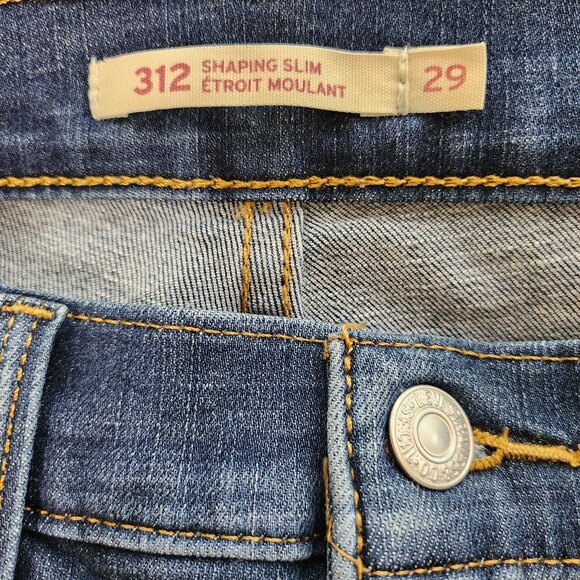 312 SHAPING SLIM
ÉTROIT MOULANT
29